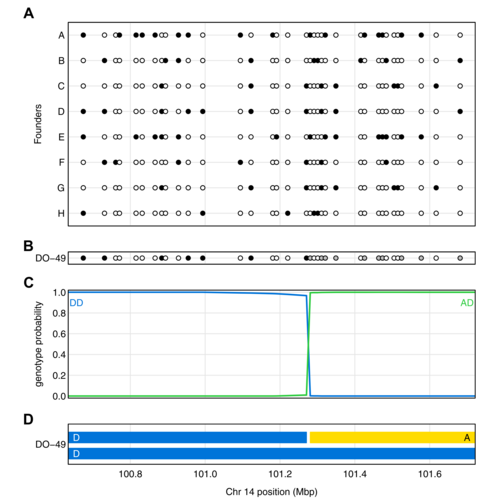 A
Founders
A
B
C
D
E
F
G
H
B
DO-49
C
genotype probability
1.0
0.8
0.6
0.4
0.2
0.0
DD
AD
D
DO-49
D
A
D
100.8
101.0
101.2
101.4
101.6
Chr 14 position (Mbp)